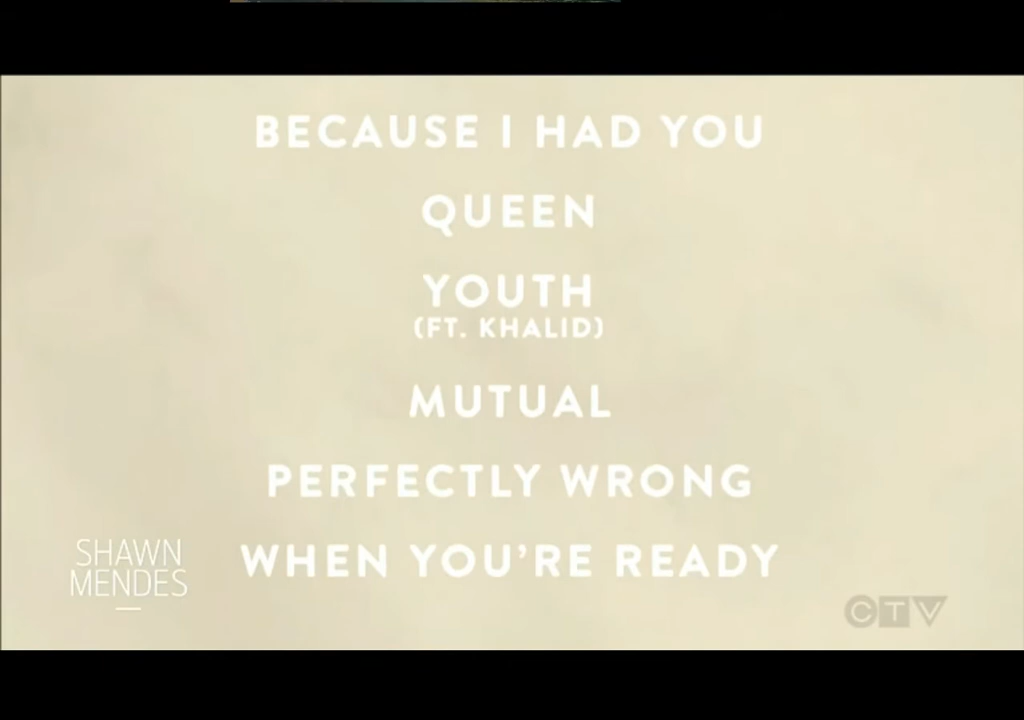 BECAUSE I HAD YOU
QUEEN
YOUTH
(FT. KHALID)
MUTUAL
PERFECTLY WRONG
WHEN YOU’RE READY
SHAWN
MENDES
CTV